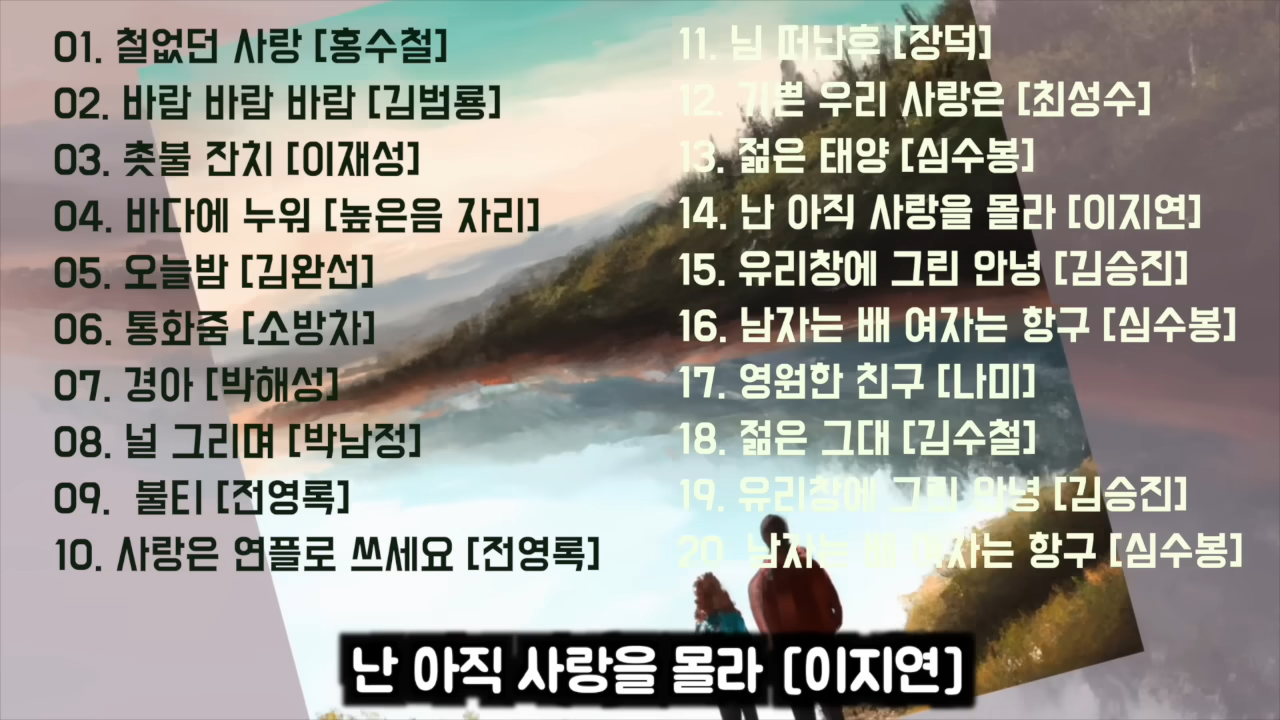 01. 철없던 사랑 [홍수철]
02. 바람 바람 바람 [김범룡]
03. 촛불 잔치 [이재성]
04. 바다에 누워 [높은음 자리]
05. 오늘밤 [김완선]
06. 통화중 [소방차]
07. 경아 [박해성]
08. 널 그리며 [박남정]
09. 불티 [전영록]
10. 사랑은 연플로 쓰세요 [전영록]
11. 님 떠난후 [장덕]
12. 기쁜 우리 사랑은 [최성수]
13. 젊은 태양 [심수봉]
14. 난 아직 사랑을 몰라 [이지연]
15. 유리창에 그린 안녕 [김승진]
16. 남자는 배 여자는 항구 [심수봉]
17. 영원한 친구 [나미]
18. 젊은 그대 [김수철]
19. 유리창에 그린 안녕 [김승진]
20. 남자는 배 여자는 항구 [심수봉]
난 아직 사랑을 몰라 [이지연]